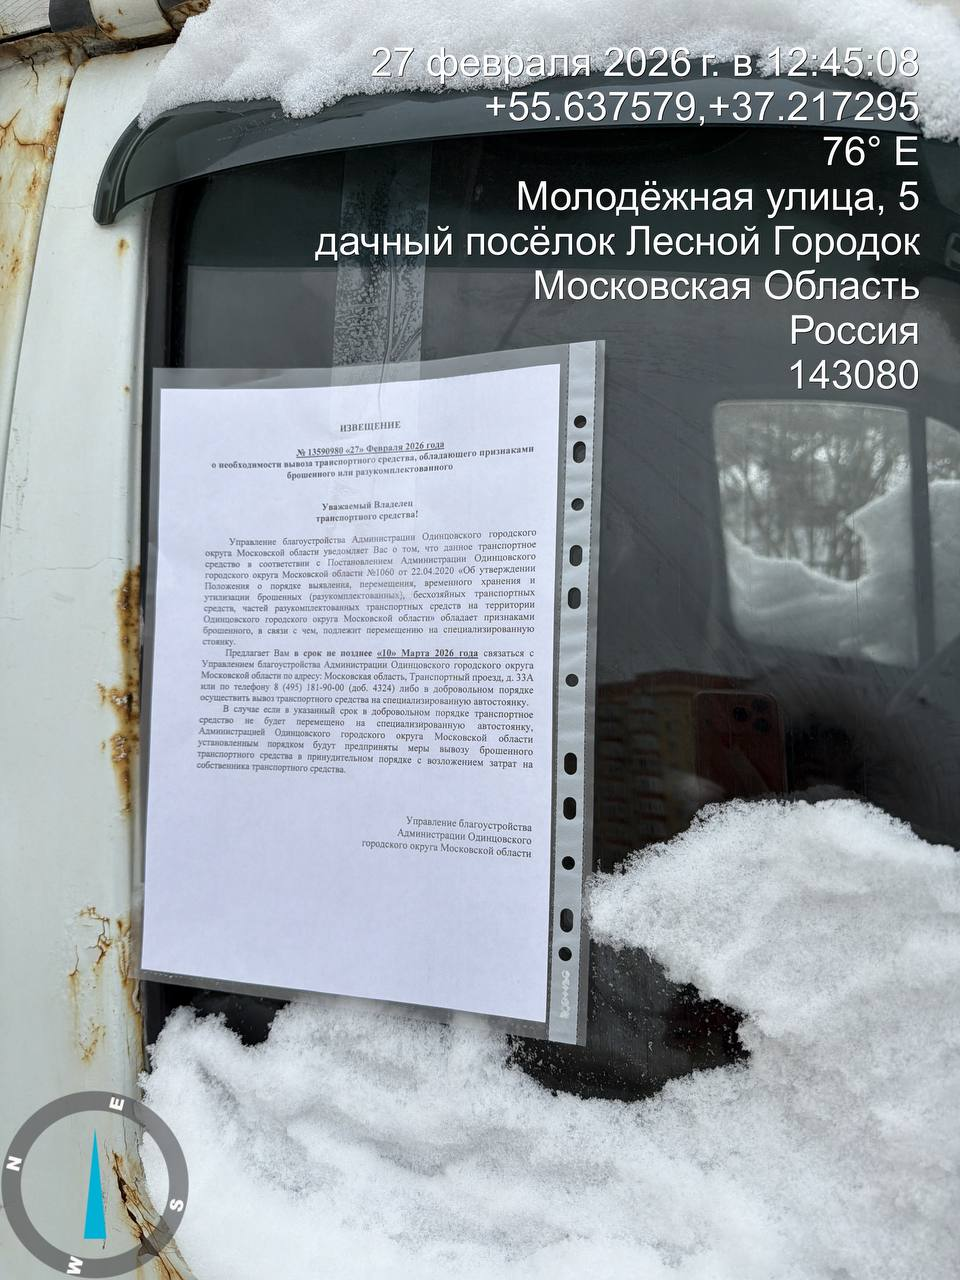 27 февраля 2026 г. в 12:45:08
+55.637579,+37.217295
76° E
Молодёжная улица, 5
дачный посёлок Лесной Городок
Московская Область
Россия
143080
ИЗВЕЩЕНИЕ
№ 13590980 «27» Февраля 2026 года
о необходимости вывоза транспортного средства, обладающего признаками
брошенного или разукомплектованного
Уважаемый Владелец
транспортного средства!
Управление благоустройства Администрации Одинцовского городского
округа Московской области уведомляет Вас о том, что данное транспортное
средство в соответствии с Постановлением Администрации Одинцовского
городского округа Московской области №1060 от 22.04.2020 «Об утверждении
Положения о порядке выявления, перемещения, временного хранения и
утилизации брошенных (разукомплектованных), бесхозяйных транспортных
средств, частей разукомплектованных транспортных средств на территории
Одинцовского городского округа Московской области» обладает признаками
брошенного, в связи с чем, подлежит перемещению на специализированную
стоянку.
Предлагает Вам в срок не позднее «10» Марта 2026 года связаться с
Управлением благоустройства Администрации Одинцовского городского округа
Московской области по адресу: Московская область, Транспортный проезд, д. 33А
или по телефону 8 (495) 181-90-00 (доб. 4324) либо в добровольном порядке
осуществить вывоз транспортного средства на специализированную автостоянку.
В случае если в указанный срок в добровольном порядке транспортное
средство не будет перемещено на специализированную автостоянку,
Администрацией Одинцовского городского округа Московской области
установленным порядком будут предприняты меры вывозу брошенного
транспортного средства в принудительном порядке с возложением затрат на
собственника транспортного средства.
Управление благоустройства
Администрации Одинцовского
городского округа Московской области
N
E
S
W